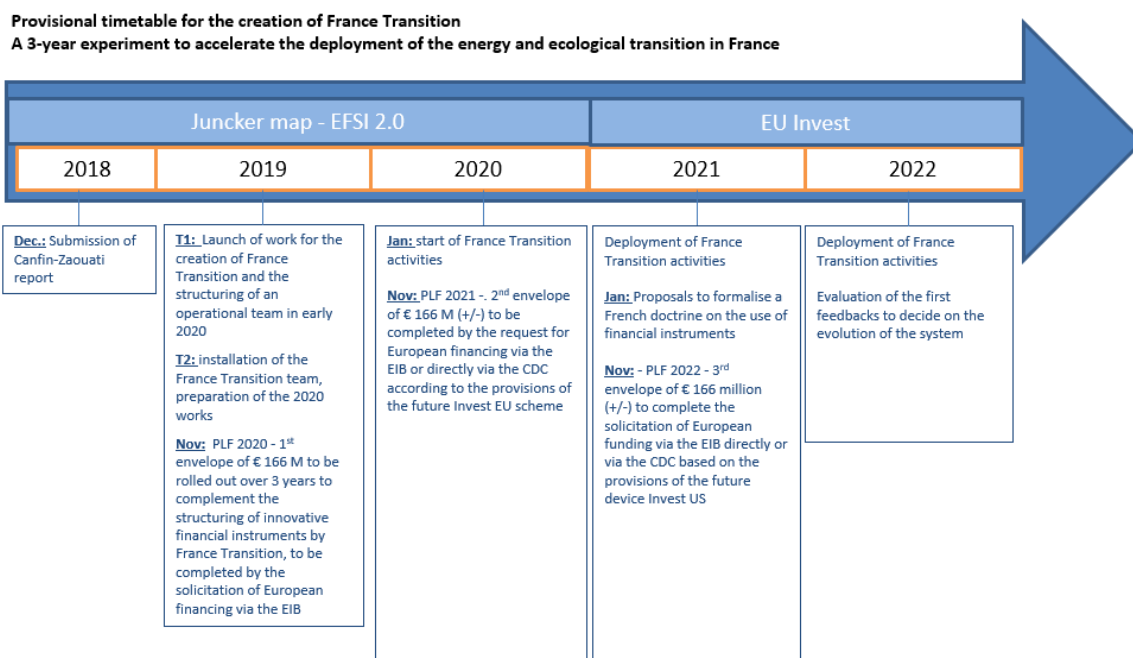 Provisional timetable for the creation of France Transition
A 3-year experiment to accelerate the deployment of the energy and ecological transition in France
Juncker map - EFSI 2.0
EU Invest
2018
2019
2020
2021
2022
Dec.: Submission of
Canfin-Zaouati
report
T1: Launch of work for the
creation of France
Transition and the
structuring of an
operational team in early
2020
T2: installation of the
France Transition team,
preparation of the 2020
works
Nov: PLF 2020 - 1st
envelope of € 166 M to be
rolled out over 3 years to
complement the
structuring of innovative
financial instruments by
France Transition, to be
completed by the
solicitation of European
financing via the EIB
Jan: start of France Transition
activities
Nov: PLF 2021 -. 2nd envelope
of € 166 M (+/-) to be
completed by the request for
European financing via the
EIB or directly via the CDC
according to the provisions of
the future Invest EU scheme
Deployment of France
Transition activities
Jan: Proposals to formalise a
French doctrine on the use of
financial instruments
Nov: - PLF 2022 - 3rd
envelope of € 166 million
(+/-) to complete the
solicitation of European
funding via the EIB directly or
via the CDC based on the
provisions of the future
device Invest US
Deployment of France
Transition activities
Evaluation of the first
feedbacks to decide on the
evolution of the system